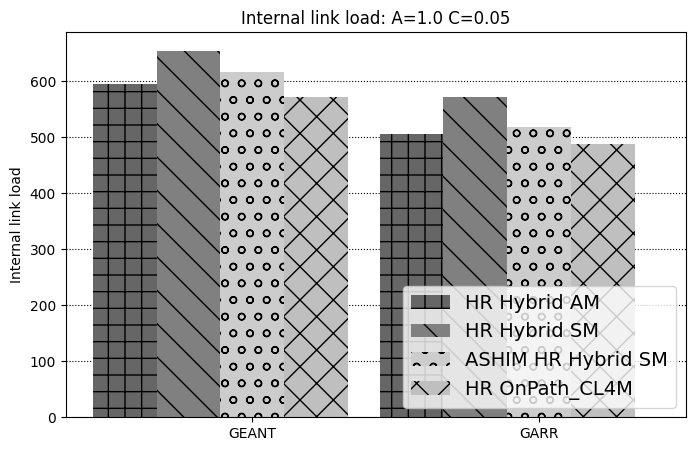 Internal link load: A=1.0 C=0.05
Internal link load
600
500
400
300
200
100
0
GEANT
GARR
HR Hybrid AM
HR Hybrid SM
ASHIM HR Hybrid SM
HR OnPath_CL4M